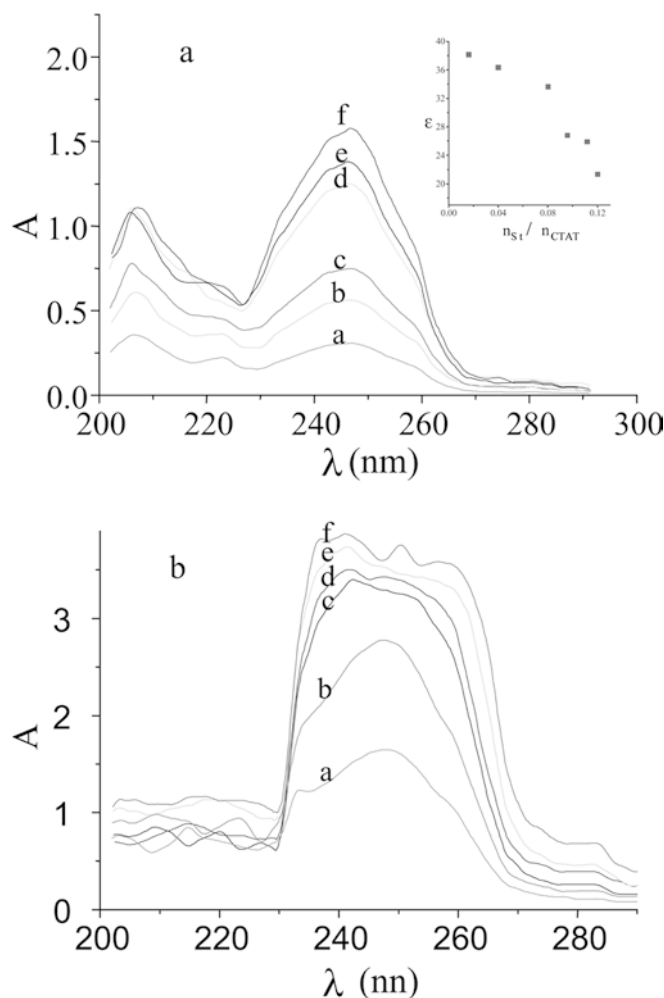 a
2.0
1.5
1.0
0.5
0.0
A
f
e
d
c
b
a
200 220 240 260 280 300
λ (nm)
40
36
32
28
24
20
ε
0.00 0.04 0.08 0.12
nSt / nCTAT
b
3
2
1
0
A
f
e
d
c
b
a
200 220 240 260 280
λ (nn)